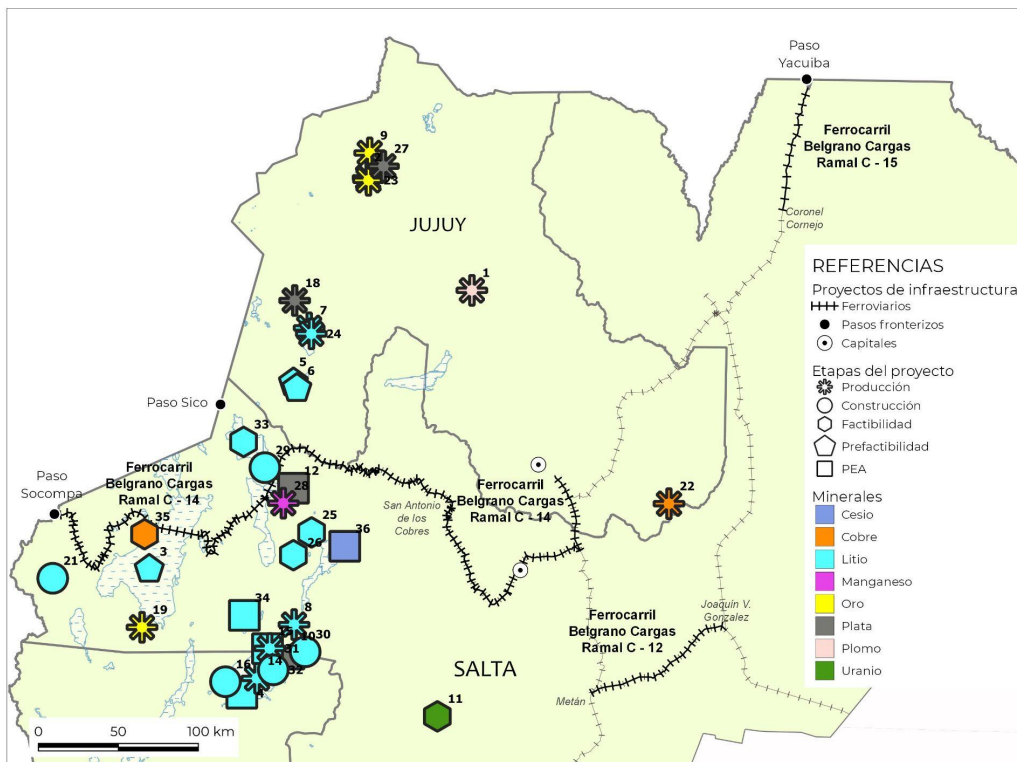 Paso
Yacuiba
Ferrocarril
Belgrano Cargas
Ramal C - 15
9
27
23
JUJUY
Coronel
Cornejo
1
18
7
24
5
6
Paso Sico
33
29
12
28
Paso
Socompa
Ferrocarril
Belgrano Cargas
Ramal C - 14
35
21
3
25
26
36
San Antonio
de los
Cobres
Ferrocarril
Belgrano Cargas
Ramal C - 14
22
19
34
8
30
31
14
32
16
4
SALTA
11
Ferrocarril
Belgrano Cargas
Ramal C - 12
Joaquin V.
Gonzalez
Metán
0
50
100 km
REFERENCIAS
Proyectos de infraestructura
Ferroviarios
Pasos fronterizos
Capitales
Etapas del proyecto
Producción
Construcción
Factibilidad
Prefactibilidad
PEA
Minerales
Cesio
Cobre
Litio
Manganeso
Oro
Plata
Plomo
Uranio